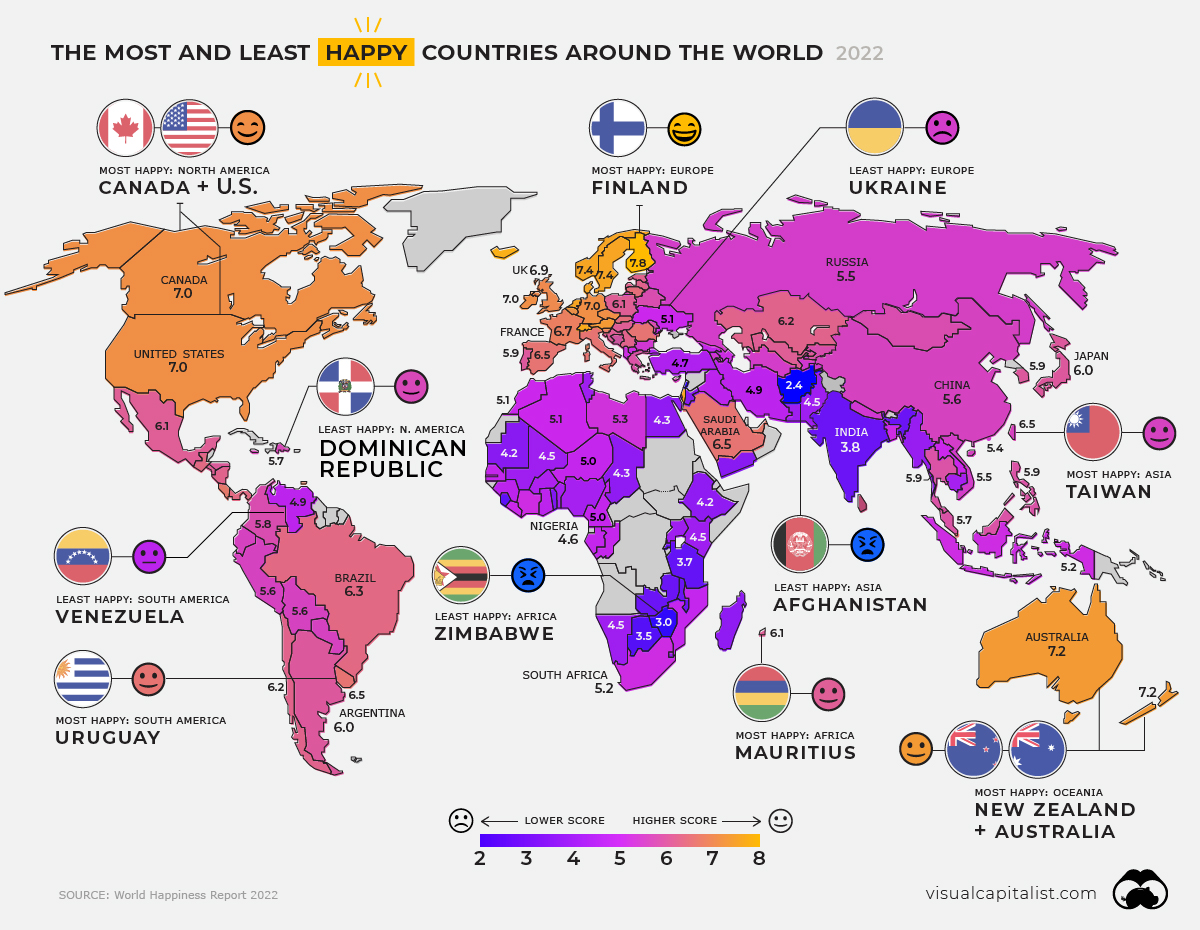 THE MOST AND LEAST HAPPY COUNTRIES AROUND THE WORLD 2022
MOST HAPPY: NORTH AMERICA
CANADA + U.S.
MOST HAPPY: EUROPE
FINLAND
LEAST HAPPY: EUROPE
UKRAINE
CANADA
7.0
UNITED STATES
7.0
6.1
LEAST HAPPY: N. AMERICA
DOMINICAN
REPUBLIC
5.7
UK 6.9
7.0
7.4
7.4
7.8
7.0
6.1
5.1
FRANCE 6.7
5.9
6.5
4.7
RUSSIA
5.5
6.2
4.9
2.4
4.5
CHINA
5.6
5.9
JAPAN
6.0
INDIA
3.8
6.5
5.4
5.9
5.5
5.9
5.7
5.2
LEAST HAPPY: SOUTH AMERICA
VENEZUELA
4.9
5.8
5.6
5.6
BRAZIL
6.3
6.2
6.5
ARGENTINA
6.0
MOST HAPPY: SOUTH AMERICA
URUGUAY
5.1
5.1
5.3
4.3
SAUDI
ARABIA
6.5
4.2
4.5
5.0
4.3
4.2
5.0
NIGERIA
4.6
4.5
3.7
LEAST HAPPY: AFRICA
ZIMBABWE
4.5
3.5
3.0
SOUTH AFRICA
5.2
LEAST HAPPY: ASIA
AFGHANISTAN
6.1
MOST HAPPY: AFRICA
MAURITIUS
MOST HAPPY: ASIA
TAIWAN
AUSTRALIA
7.2
7.2
MOST HAPPY: OCEANIA
NEW ZEALAND
+ AUSTRALIA
LOWER SCORE
HIGHER SCORE
2 3 4 5 6 7 8
SOURCE: World Happiness Report 2022
visualcapitalist.com